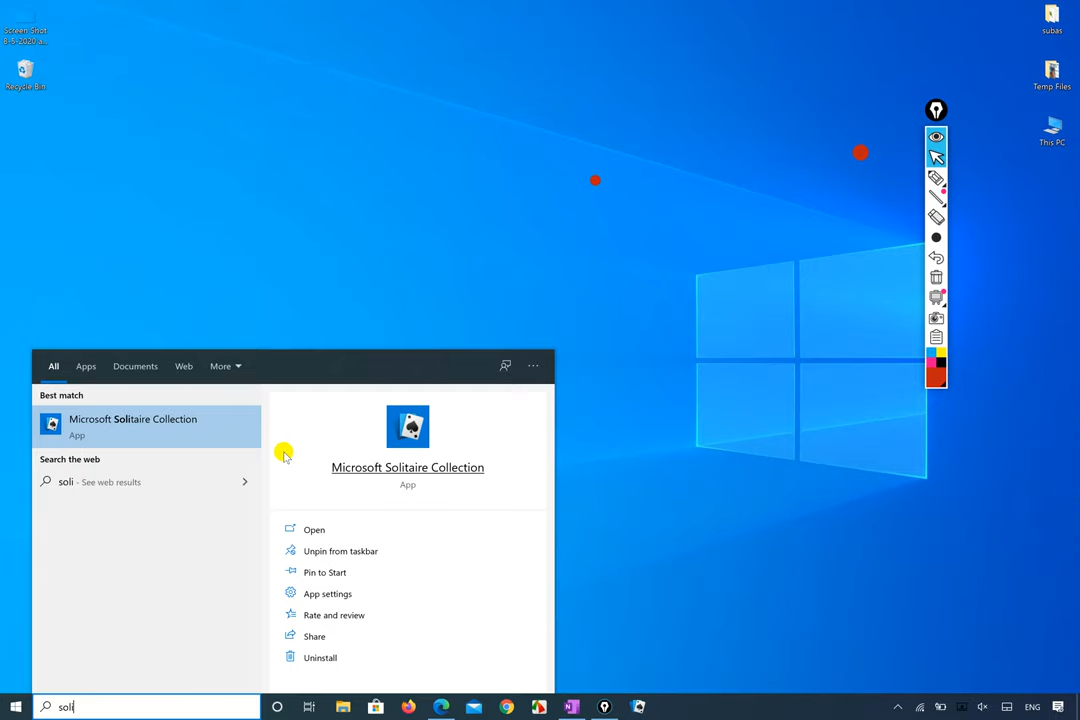 Screen Shot
8-5-2020 a...
Recycle Bin
subas
Temp Files
This PC
All Apps Documents Web More
Best match
Microsoft Solitaire Collection
App
Search the web
soli - See web results
Microsoft Solitaire Collection
App
Open
Unpin from taskbar
Pin to Start
App settings
Rate and review
Share
Uninstall
soli
ENG